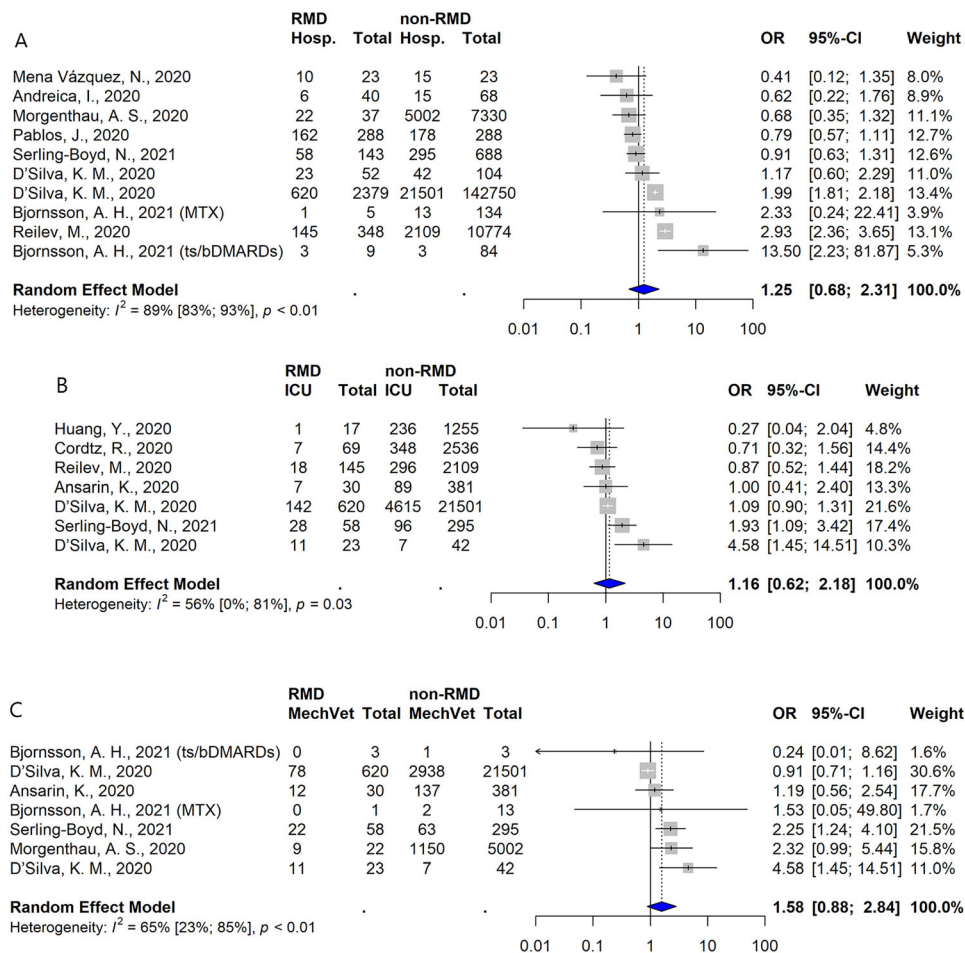 A
RMD non-RMD
Hosp. Total Hosp. Total OR 95%-CI Weight
Mena Vázquez, N., 2020 10 23 15 23 0.41 [0.12; 1.35] 8.0%
Andreica, I., 2020 6 40 15 68 0.62 [0.22; 1.76] 8.9%
Morgenthau, A. S., 2020 22 37 5002 7330 0.68 [0.35; 1.32] 11.1%
Pablos, J., 2020 162 288 178 288 0.79 [0.57; 1.11] 12.7%
Serling-Boyd, N., 2021 58 143 295 688 0.91 [0.63; 1.31] 12.6%
D'Silva, K. M., 2020 23 52 42 104 1.17 [0.60; 2.29] 11.0%
D'Silva, K. M., 2020 620 2379 21501 142750 1.99 [1.81; 2.18] 13.4%
Bjornsson, A. H., 2021 (MTX) 1 5 13 134 2.33 [0.24; 22.41] 3.9%
Reilev, M., 2020 145 348 2109 10774 2.93 [2.36; 3.65] 13.1%
Bjornsson, A. H., 2021 (ts/bDMARDs) 3 9 3 84 13.50 [2.23; 81.87] 5.3%
Random Effect Model . . 1.25 [0.68; 2.31] 100.0%
Heterogeneity: I² = 89% [83%; 93%], p < 0.01
0.01 0.1 1 10 100
B
RMD non-RMD
ICU Total ICU Total OR 95%-CI Weight
Huang, Y., 2020 1 17 236 1255 0.27 [0.04; 2.04] 4.8%
Cordtz, R., 2020 7 69 348 2536 0.71 [0.32; 1.56] 14.4%
Reilev, M., 2020 18 145 296 2109 0.87 [0.52; 1.44] 18.2%
Ansarin, K., 2020 7 30 89 381 1.00 [0.41; 2.40] 13.3%
D'Silva, K. M., 2020 142 620 4615 21501 1.09 [0.90; 1.31] 21.6%
Serling-Boyd, N., 2021 28 58 96 295 1.93 [1.09; 3.42] 17.4%
D'Silva, K. M., 2020 11 23 7 42 4.58 [1.45; 14.51] 10.3%
Random Effect Model . . 1.16 [0.62; 2.18] 100.0%
Heterogeneity: I² = 56% [0%; 81%], p = 0.03
0.01 0.1 1 10 100
C
RMD non-RMD
MechVet Total MechVet Total OR 95%-CI Weight
Bjornsson, A. H., 2021 (ts/bDMARDs) 0 3 1 3 0.24 [0.01; 8.62] 1.6%
D'Silva, K. M., 2020 78 620 2938 21501 0.91 [0.71; 1.16] 30.6%
Ansarin, K., 2020 12 30 137 381 1.19 [0.56; 2.54] 17.7%
Bjornsson, A. H., 2021 (MTX) 0 1 2 13 1.53 [0.05; 49.80] 1.7%
Serling-Boyd, N., 2021 22 58 63 295 2.25 [1.24; 4.10] 21.5%
Morgenthau, A. S., 2020 9 22 1150 5002 2.32 [0.99; 5.44] 15.8%
D'Silva, K. M., 2020 11 23 7 42 4.58 [1.45; 14.51] 11.0%
Random Effect Model . . 1.58 [0.88; 2.84] 100.0%
Heterogeneity: I² = 65% [23%; 85%], p < 0.01
0.01 0.1 1 10 100